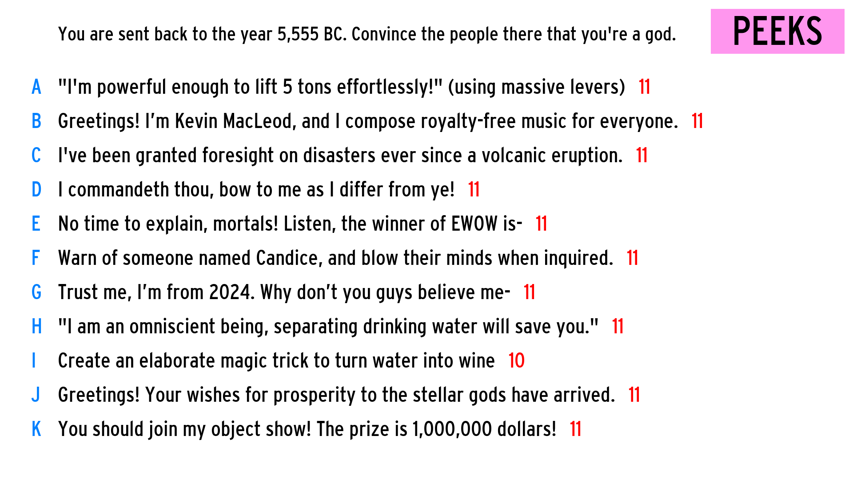 You are sent back to the year 5,555 BC. Convince the people there that you're a god.
PEEKS
A "I'm powerful enough to lift 5 tons effortlessly!" (using massive levers) 11
B Greetings! I’m Kevin MacLeod, and I compose royalty-free music for everyone. 11
C I've been granted foresight on disasters ever since a volcanic eruption. 11
D I commandeth thou, bow to me as I differ from ye! 11
E No time to explain, mortals! Listen, the winner of EWOW is- 11
F Warn of someone named Candice, and blow their minds when inquired. 11
G Trust me, I’m from 2024. Why don’t you guys believe me- 11
H "I am an omniscient being, separating drinking water will save you." 11
I Create an elaborate magic trick to turn water into wine 10
J Greetings! Your wishes for prosperity to the stellar gods have arrived. 11
K You should join my object show! The prize is 1,000,000 dollars! 11